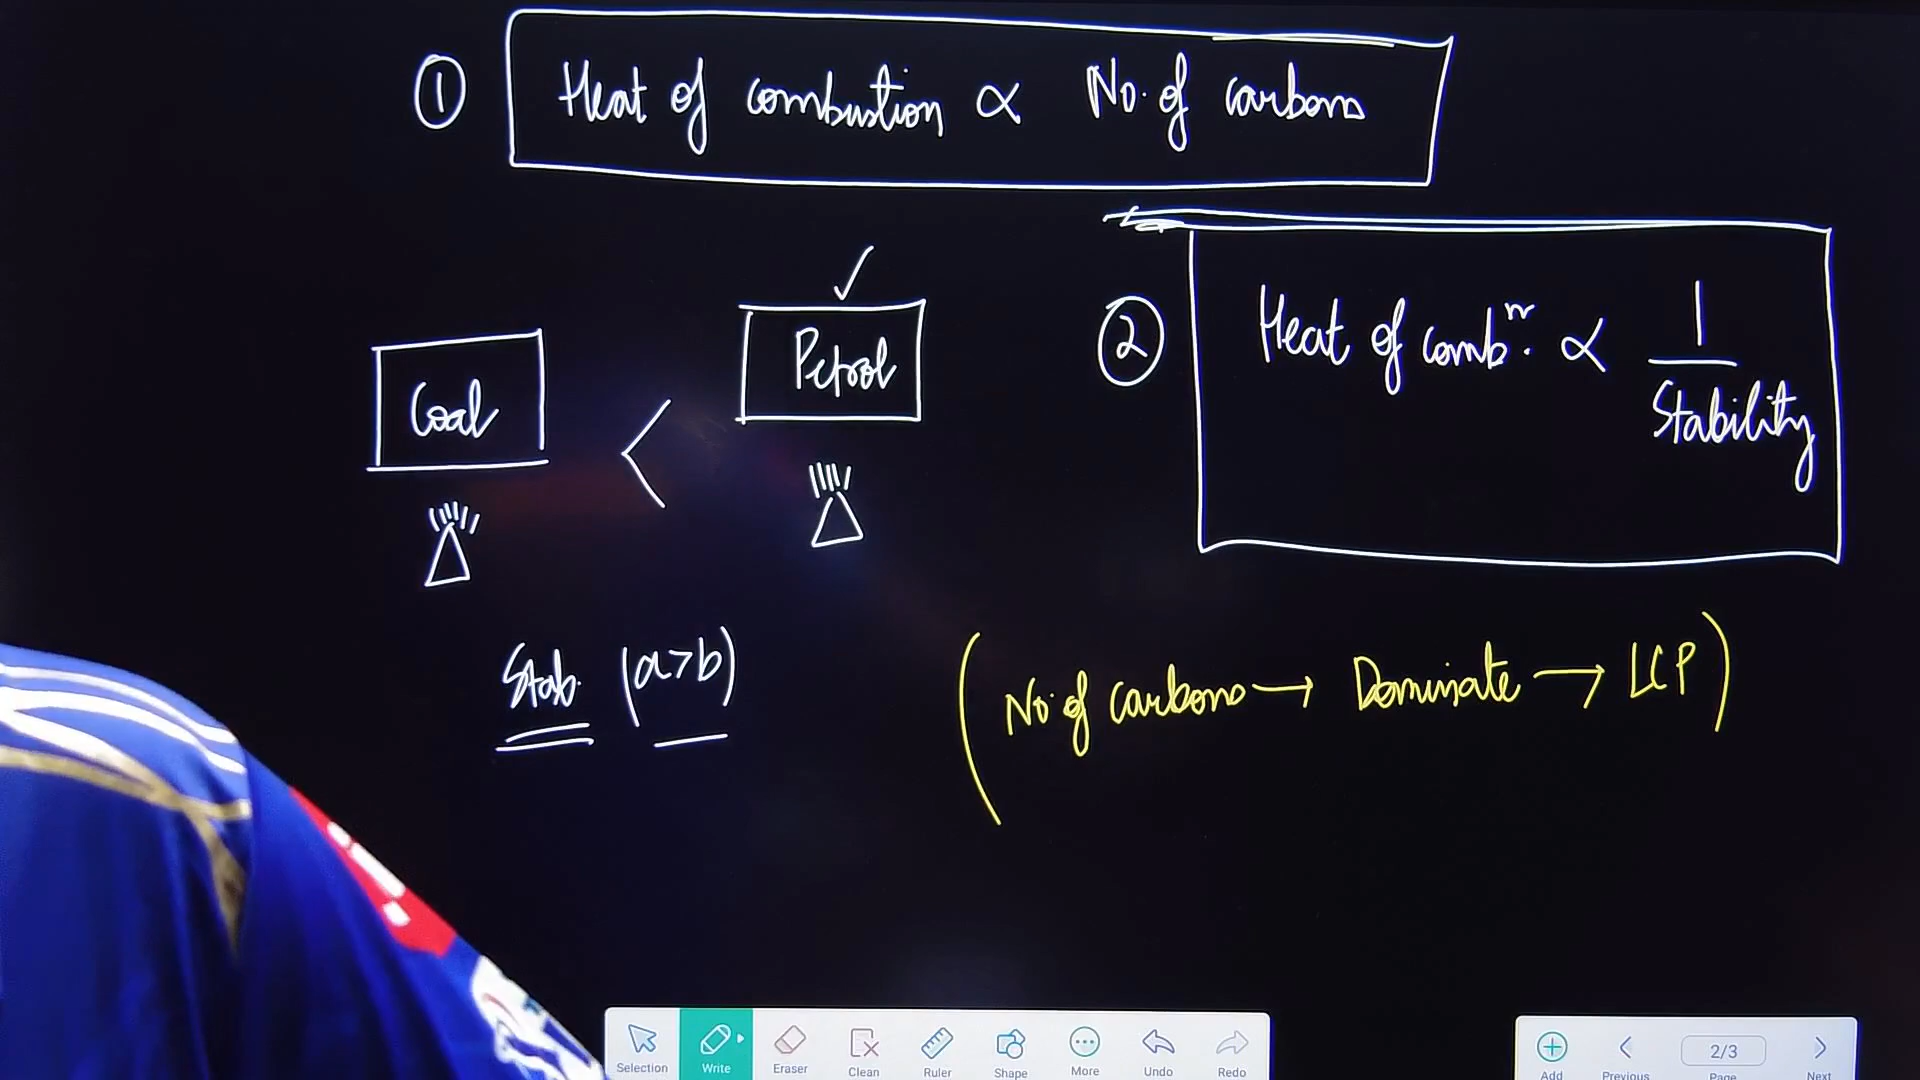 ① Heat of combustion ∝ No. of carbons
Coal < Petrol ✓
② Heat of combⁿ. ∝ 1
Stability
Stab. (a>b)
(No. of carbons → Dominate → LCP)
Selection Write Eraser Clean Ruler Shape More Undo Redo
Add Previous 2/3 Page Next